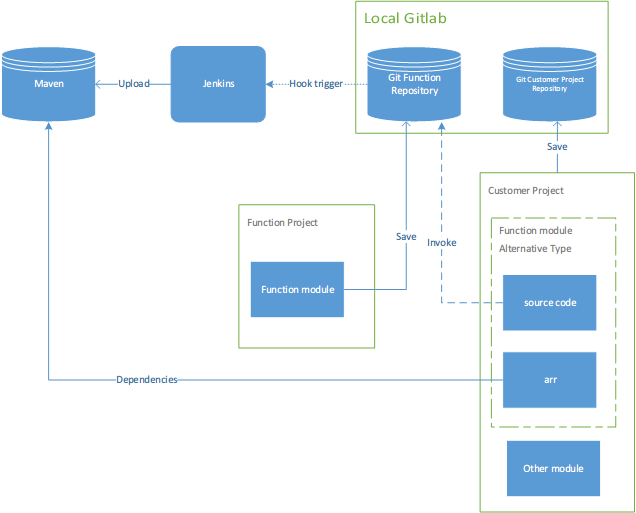 Local Gitlab
Maven
Upload
Jenkins
Hook trigger
Git Function
Repository
Git Customer Project
Repository
Save
Customer Project
Function Project
Function module
Alternative Type
Save
Invoke
Function module
source code
Dependencies
arr
Other module